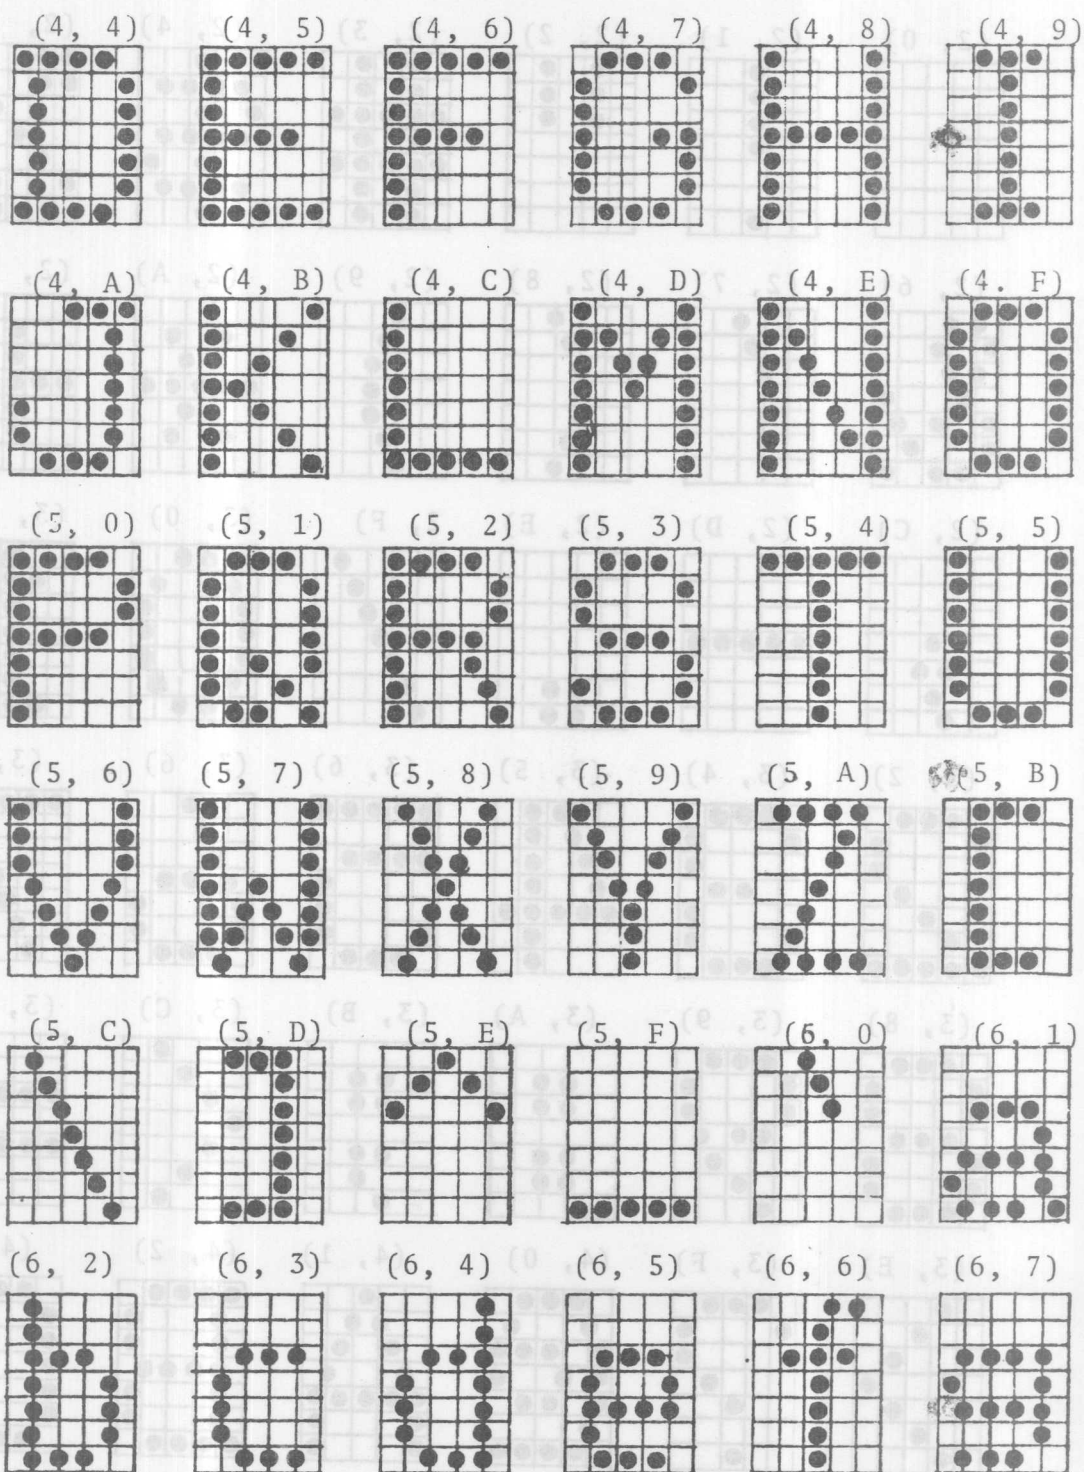 (4, 4) (4, 5) (4, 6) (4, 7) (4, 8) (4, 9)
D E F G H I
(4, A) (4, B) (4, C) (4, D) (4, E) (4. F)
J K L M N O
(5, 0) (5, 1) (5, 2) (5, 3) (5, 4) (5, 5)
P Q R S T U
(5, 6) (5, 7) (5, 8) (5, 9) (5, A) (5, B)
V W X Y Z [
(5, C) (5, D) (5, E) (5, F) (6, 0) (6, 1)
\ ] ^ _ ` a
(6, 2) (6, 3) (6, 4) (6, 5) (6, 6) (6, 7)
b c d e f g